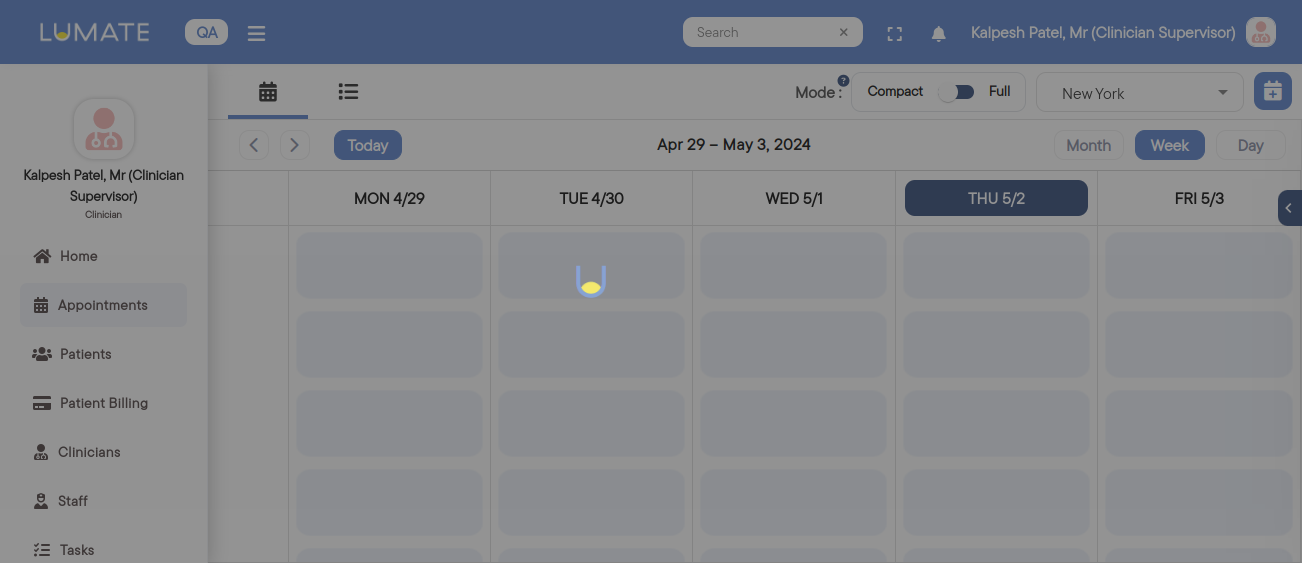 LUMATE
QA
Search
Kalpesh Patel, Mr (Clinician Supervisor)
Kalpesh Patel, Mr (Clinician
Supervisor)
Clinician
Home
Appointments
Patients
Patient Billing
Clinicians
Staff
Tasks
Mode :
?
Compact
Full
New York
Today
Apr 29 – May 3, 2024
Month
Week
Day
MON 4/29
TUE 4/30
WED 5/1
THU 5/2
FRI 5/3